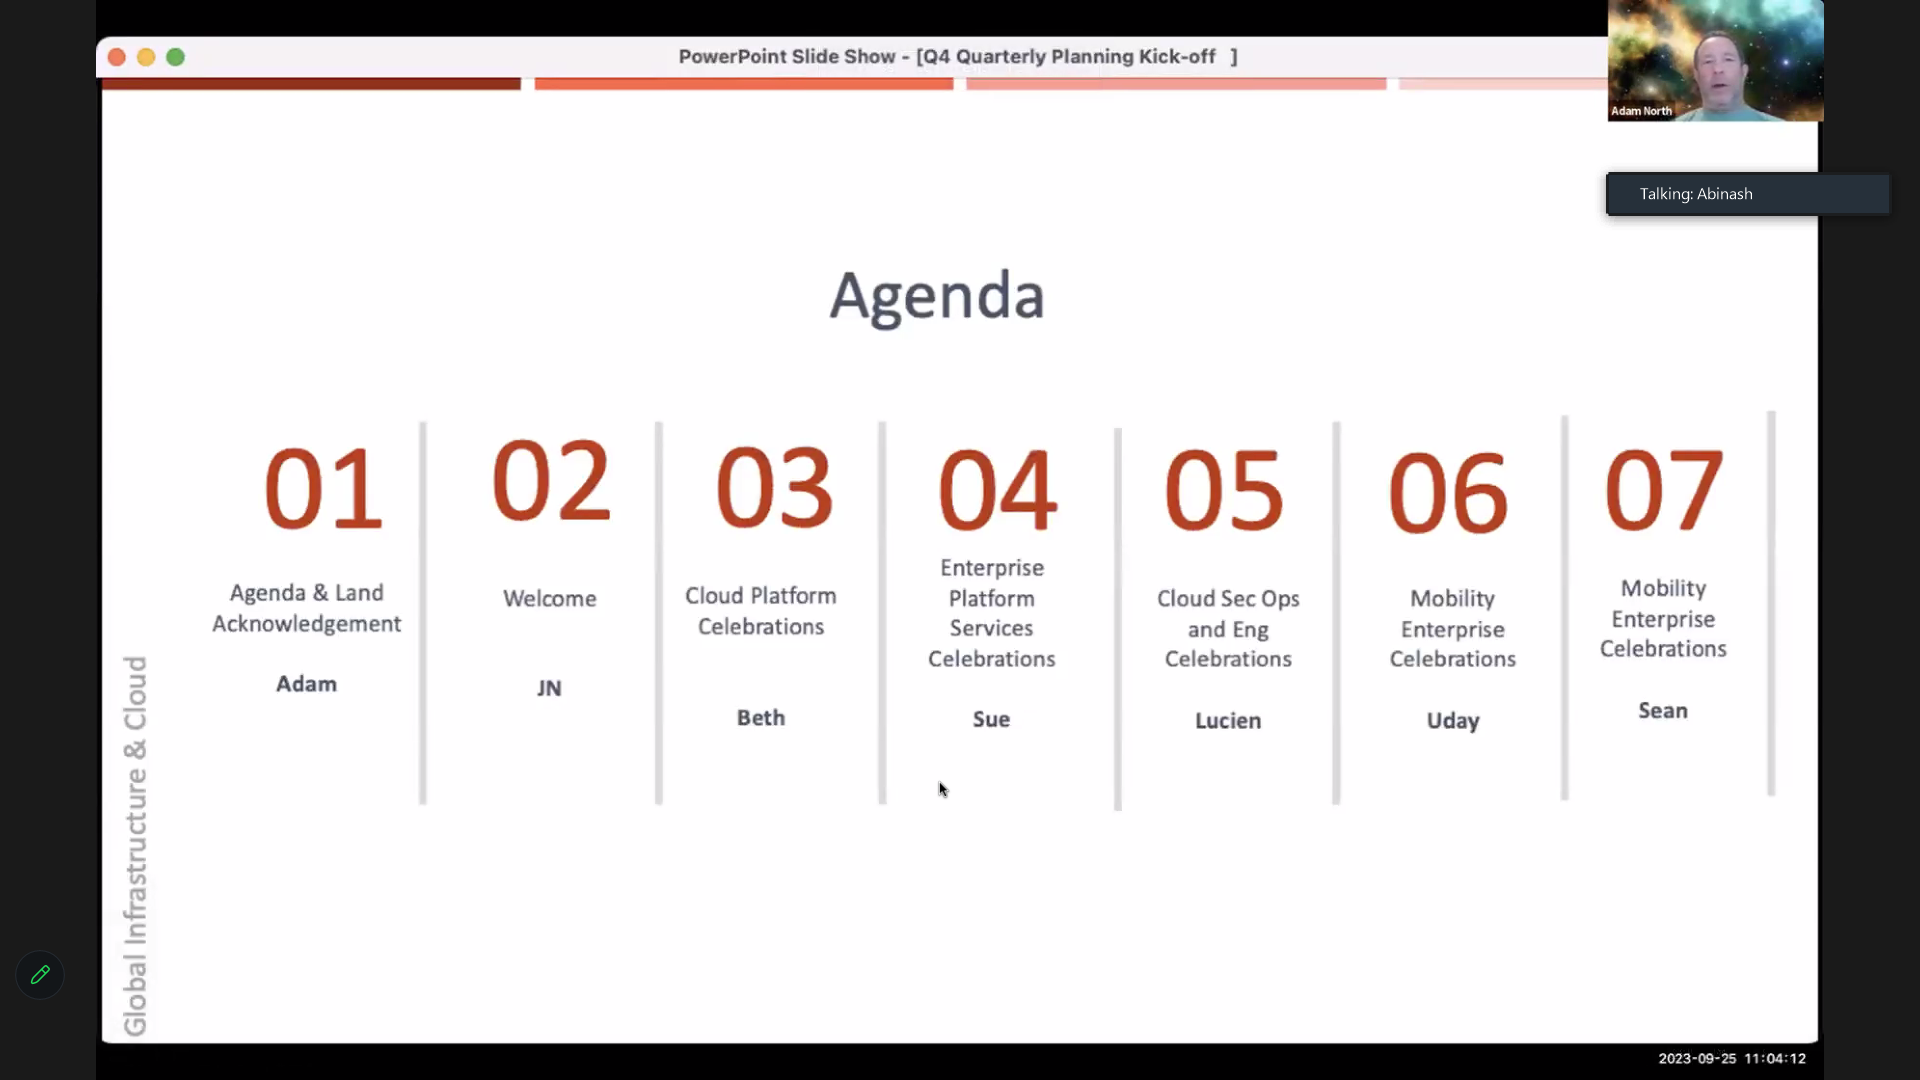 PowerPoint Slide Show - [Q4 Quarterly Planning Kick-off ]
Adam North
Talking: Abinash
Agenda
01
Agenda & Land
Acknowledgement
Adam
02
Welcome
JN
03
Cloud Platform
Celebrations
Beth
04
Enterprise
Platform
Services
Celebrations
Sue
05
Cloud Sec Ops
and Eng
Celebrations
Lucien
06
Mobility
Enterprise
Celebrations
Uday
07
Mobility
Enterprise
Celebrations
Sean
Global Infrastructure & Cloud
2023-09-25 11:04:12